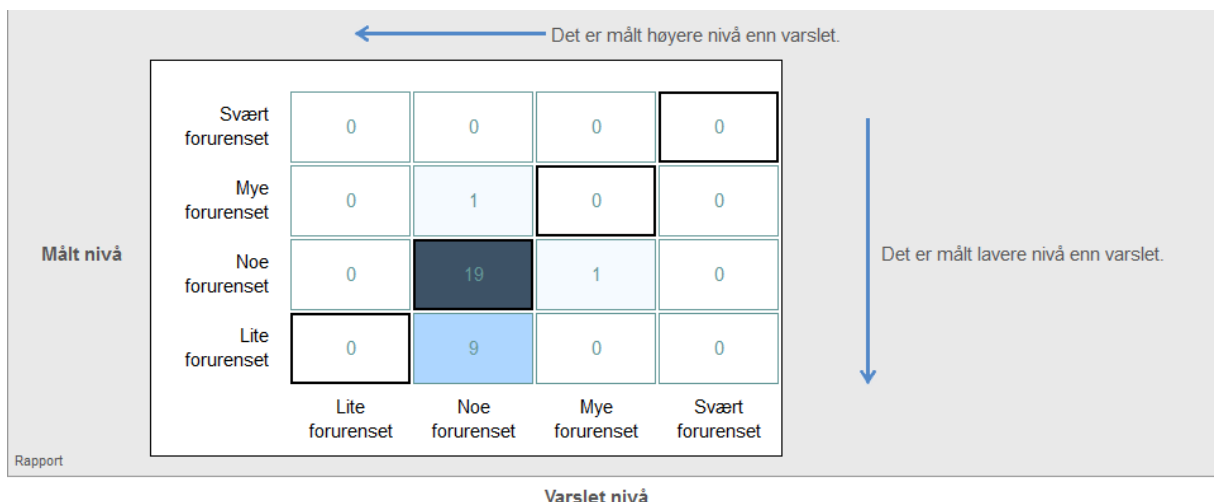 Det er målt høyere nivå enn varslet.
Svært
forurenset
0 0 0 0
Mye
forurenset
0 1 0 0
Målt nivå
Noe
forurenset
0 19 1 0
Det er målt lavere nivå enn varslet.
Lite
forurenset
0 9 0 0
Lite Noe Mye Svært
forurenset forurenset forurenset forurenset
Rapport
Varslet nivå